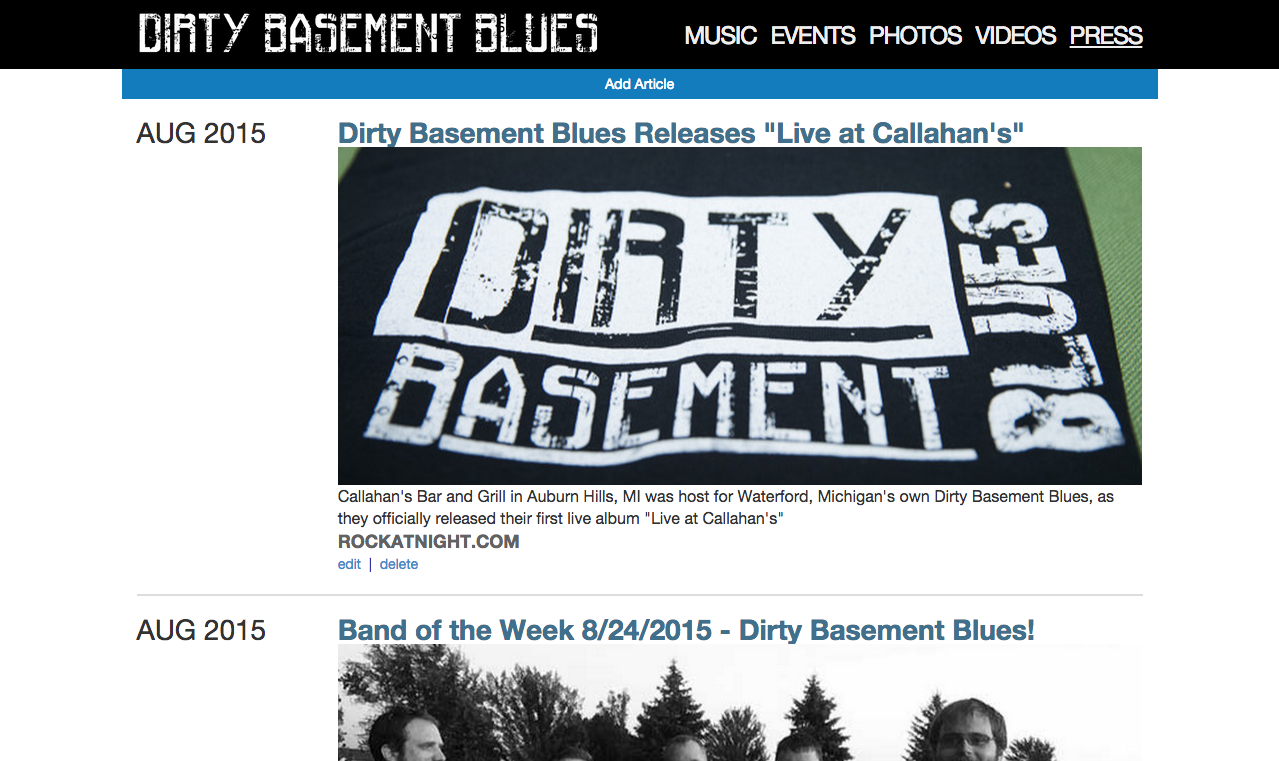 DIRTY BASEMENT BLUES
MUSIC EVENTS PHOTOS VIDEOS PRESS
Add Article
AUG 2015
Dirty Basement Blues Releases "Live at Callahan's"
DIRTY
BASEMENT
BLUES
Callahan's Bar and Grill in Auburn Hills, MI was host for Waterford, Michigan's own Dirty Basement Blues, as
they officially released their first live album "Live at Callahan's"
ROCKATNIGHT.COM
edit | delete
AUG 2015
Band of the Week 8/24/2015 - Dirty Basement Blues!